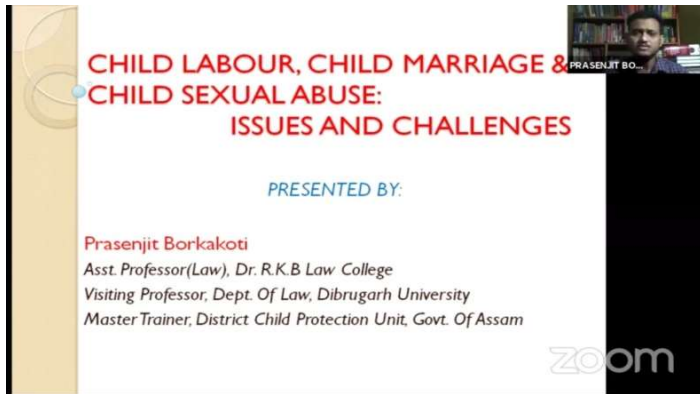 CHILD LABOUR, CHILD MARRIAGE &
CHILD SEXUAL ABUSE:
ISSUES AND CHALLENGES
PRASENJIT BO...
PRESENTED BY:
Prasenjit Borkakoti
Asst. Professor(Law), Dr. R.K.B Law College
Visiting Professor, Dept. Of Law, Dibrugarh University
Master Trainer, District Child Protection Unit, Govt. Of Assam
zoom